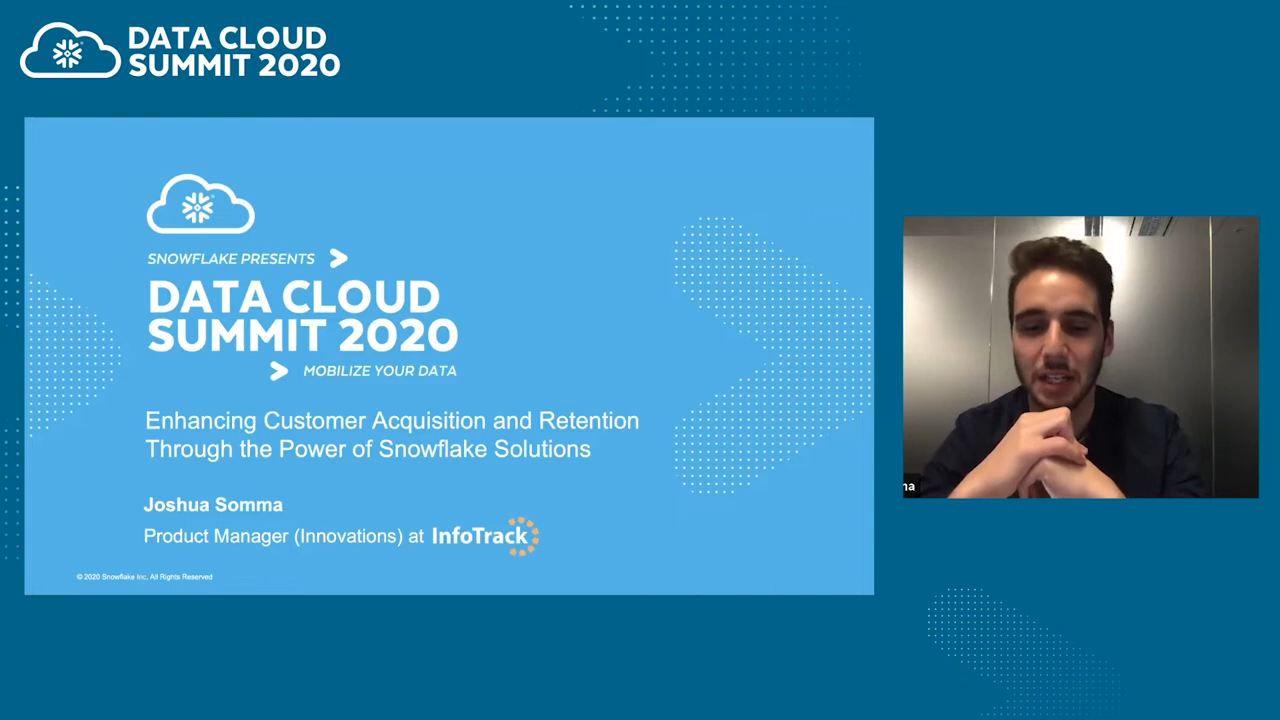 DATA CLOUD
SUMMIT 2020
SNOWFLAKE PRESENTS
DATA CLOUD
SUMMIT 2020
MOBILIZE YOUR DATA
Enhancing Customer Acquisition and Retention
Through the Power of Snowflake Solutions
Joshua Somma
Product Manager (Innovations) at InfoTrack
© 2020 Snowflake Inc. All Rights Reserved
na